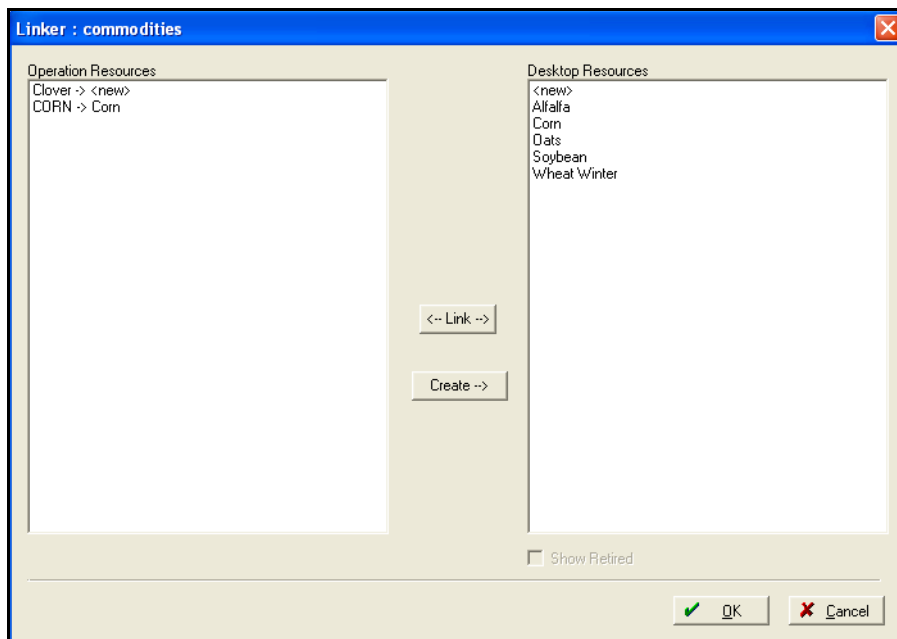 Linker : commodities
Operation Resources
Clover -> <new>
CORN -> Corn
Desktop Resources
<new>
Alfalfa
Corn
Oats
Soybean
Wheat Winter
<-- Link -->
Create -->
Show Retired
OK
Cancel